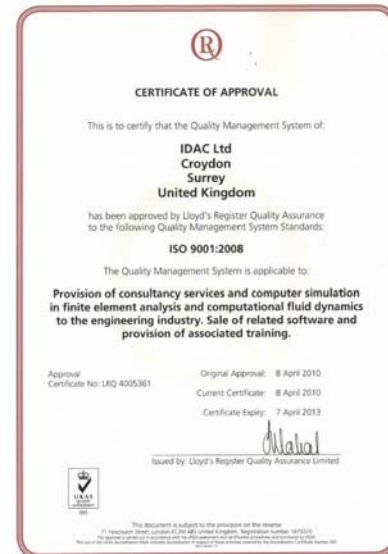 CERTIFICATE OF APPROVAL
This is to certify that the Quality Management System of:
IDAC Ltd
Croydon
Surrey
United Kingdom
has been approved by Lloyd's Register Quality Assurance
to the following Quality Management System Standards:
ISO 9001:2008
The Quality Management System is applicable to:
Provision of consultancy services and computer simulation
in finite element analysis and computational fluid dynamics
to the engineering industry. Sale of related software and
provision of associated training.
Approval
Certificate No: LRQ 4005361
Original Approval: 8 April 2010
Current Certificate: 8 April 2010
Certificate Expiry: 7 April 2013
Issued by: Lloyd's Register Quality Assurance Limited
UKAS
This document is subject to the provision on the reverse